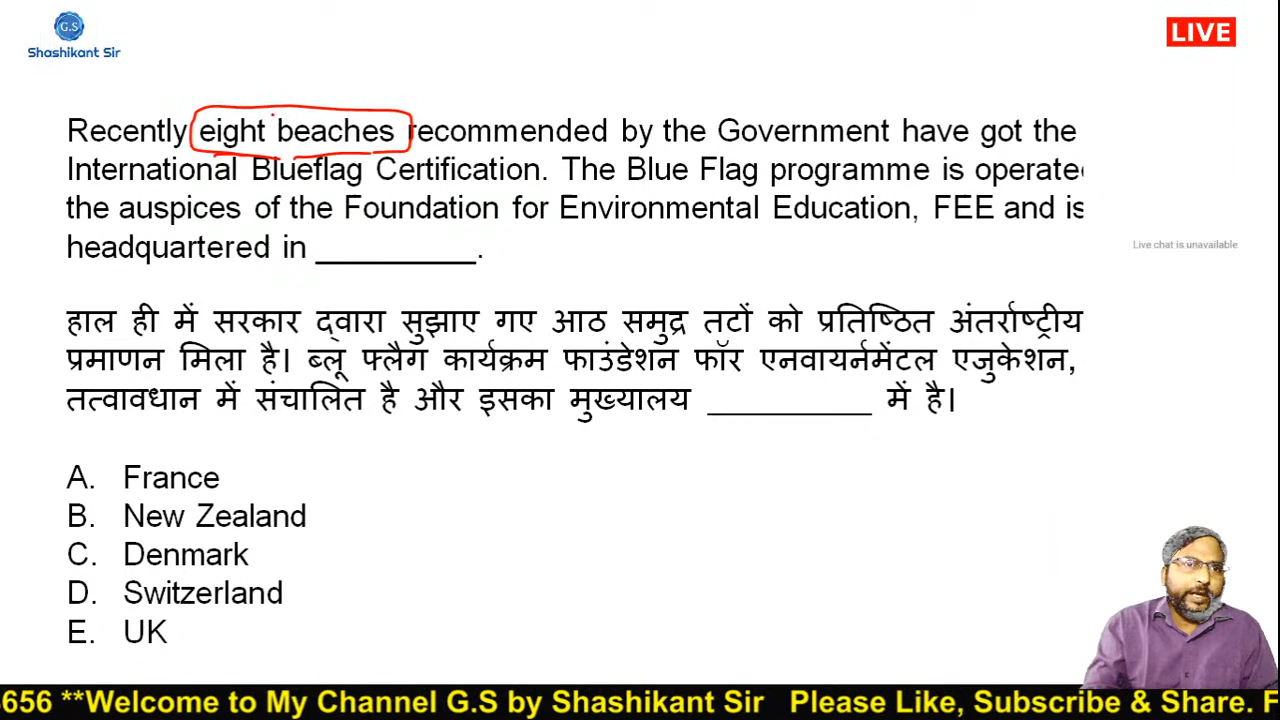 G.S
Shashikant Sir
LIVE
Recently eight beaches recommended by the Government have got the
International Blueflag Certification. The Blue Flag programme is operated
the auspices of the Foundation for Environmental Education, FEE and is
headquartered in _________.
Live chat is unavailable
हाल ही में सरकार द्वारा सुझाए गए आठ समुद्र तटों को प्रतिष्ठित अंतर्राष्ट्रीय
प्रमाणन मिला है। ब्लू फ्लैग कार्यक्रम फाउंडेशन फॉर एनवायर्नमेंटल एजुकेशन,
तत्वावधान में संचालित है और इसका मुख्यालय _________ में है।
A. France
B. New Zealand
C. Denmark
D. Switzerland
E. UK
656 **Welcome to My Channel G.S by Shashikant Sir Please Like, Subscribe & Share. F